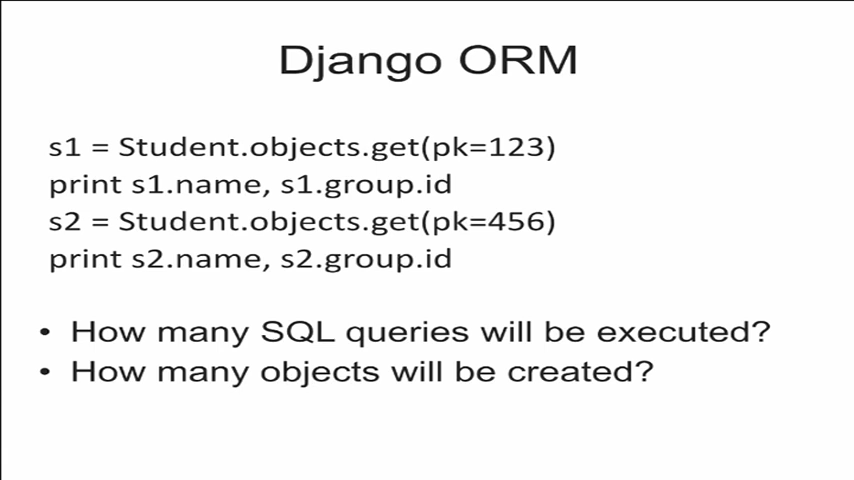 Django ORM
s1 = Student.objects.get(pk=123)
print s1.name, s1.group.id
s2 = Student.objects.get(pk=456)
print s2.name, s2.group.id
• How many SQL queries will be executed?
• How many objects will be created?